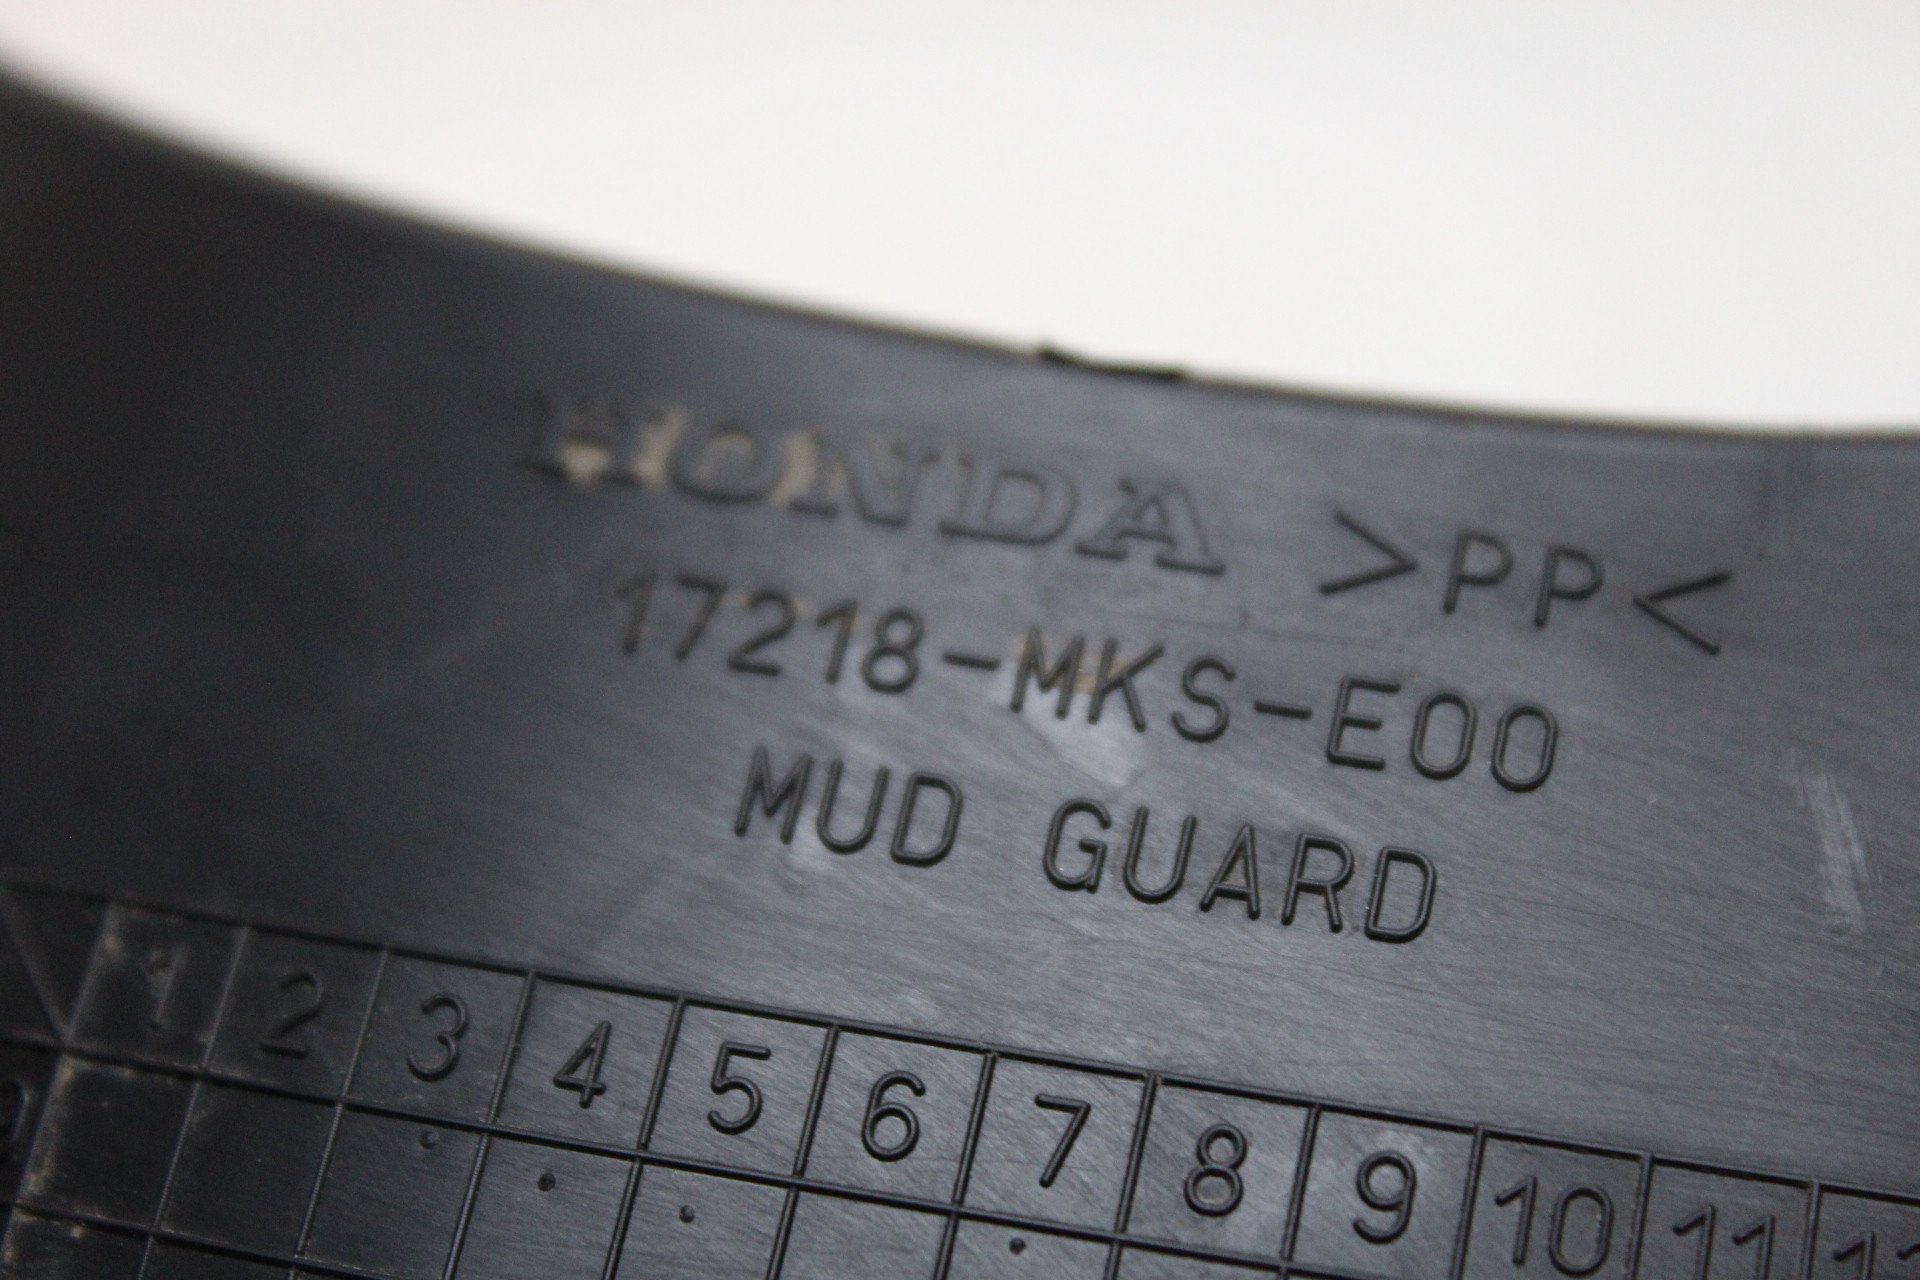 HONDA >PP<
17218-MKS-E00
MUD GUARD
1 2 3 4 5 6 7 8 9 10 11